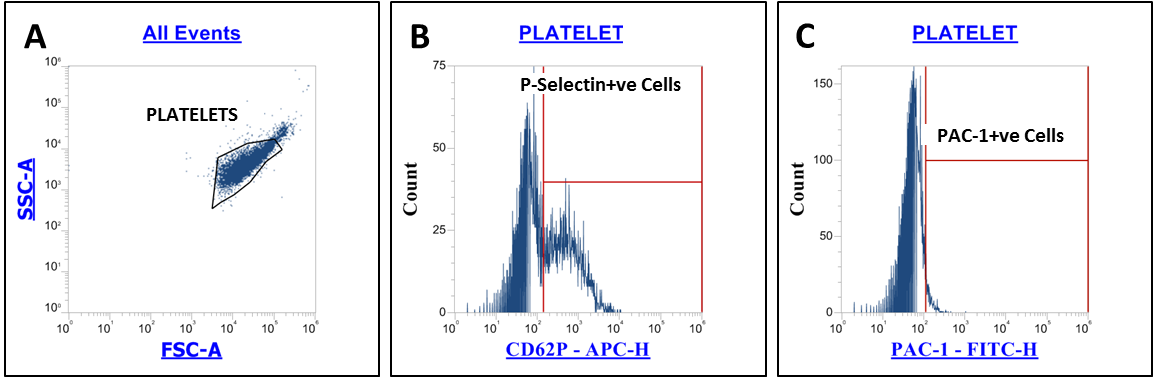 A
All Events
PLATELETS
SSC-A
10⁶
10⁵
10⁴
10³
10²
10¹
10⁰
10⁰ 10¹ 10² 10³ 10⁴ 10⁵ 10⁶
FSC-A
B
PLATELET
P-Selectin+ve Cells
Count
75
50
25
0
10⁰ 10¹ 10² 10³ 10⁴ 10⁵ 10⁶
CD62P - APC-H
C
PLATELET
PAC-1+ve Cells
Count
150
100
50
0
10⁰ 10¹ 10² 10³ 10⁴ 10⁵ 10⁶
PAC-1 - FITC-H